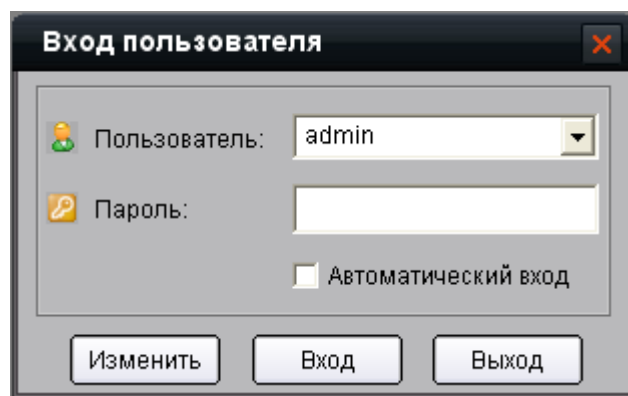 Вход пользователя
Пользователь: admin
Пароль:
Автоматический вход
Изменить Вход Выход